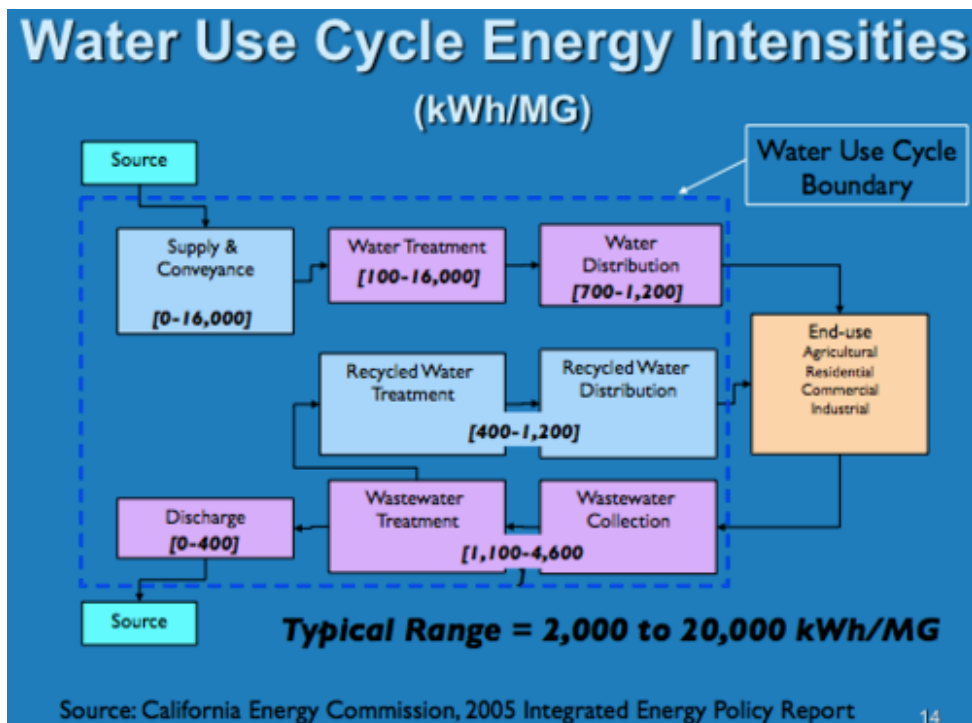 Water Use Cycle Energy Intensities
(kWh/MG)
Source
Water Use Cycle
Boundary
Supply &
Conveyance
[0-16,000]
Water Treatment
[100-16,000]
Water
Distribution
[700-1,200]
End-use
Agricultural
Residential
Commercial
Industrial
Recycled Water
Treatment
Recycled Water
Distribution
[400-1,200]
Wastewater
Treatment
Wastewater
Collection
[1,100-4,600
]
Discharge
[0-400]
Source
Typical Range = 2,000 to 20,000 kWh/MG
Source: California Energy Commission, 2005 Integrated Energy Policy Report
14